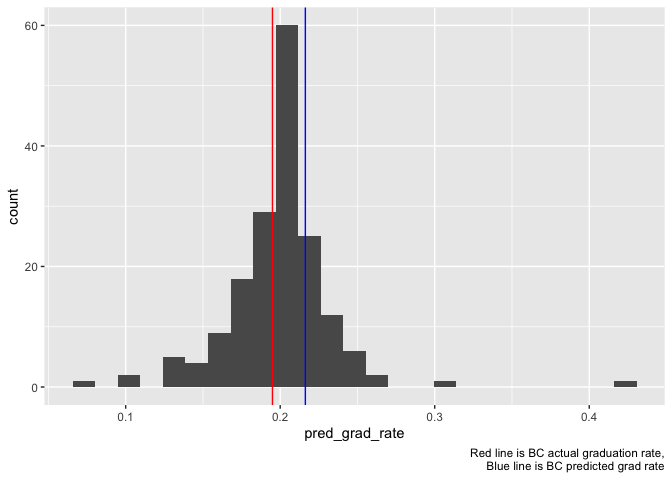 60
40
20
0
count
0.1
0.2
0.3
0.4
pred_grad_rate
Red line is BC actual graduation rate,
Blue line is BC predicted grad rate